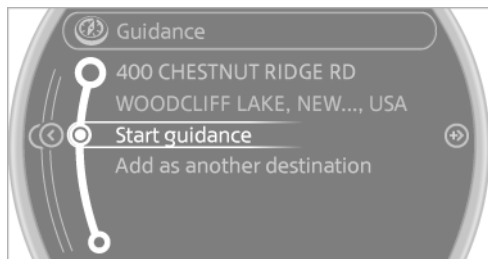 Guidance
400 CHESTNUT RIDGE RD
WOODCLIFF LAKE, NEW..., USA
Start guidance
Add as another destination